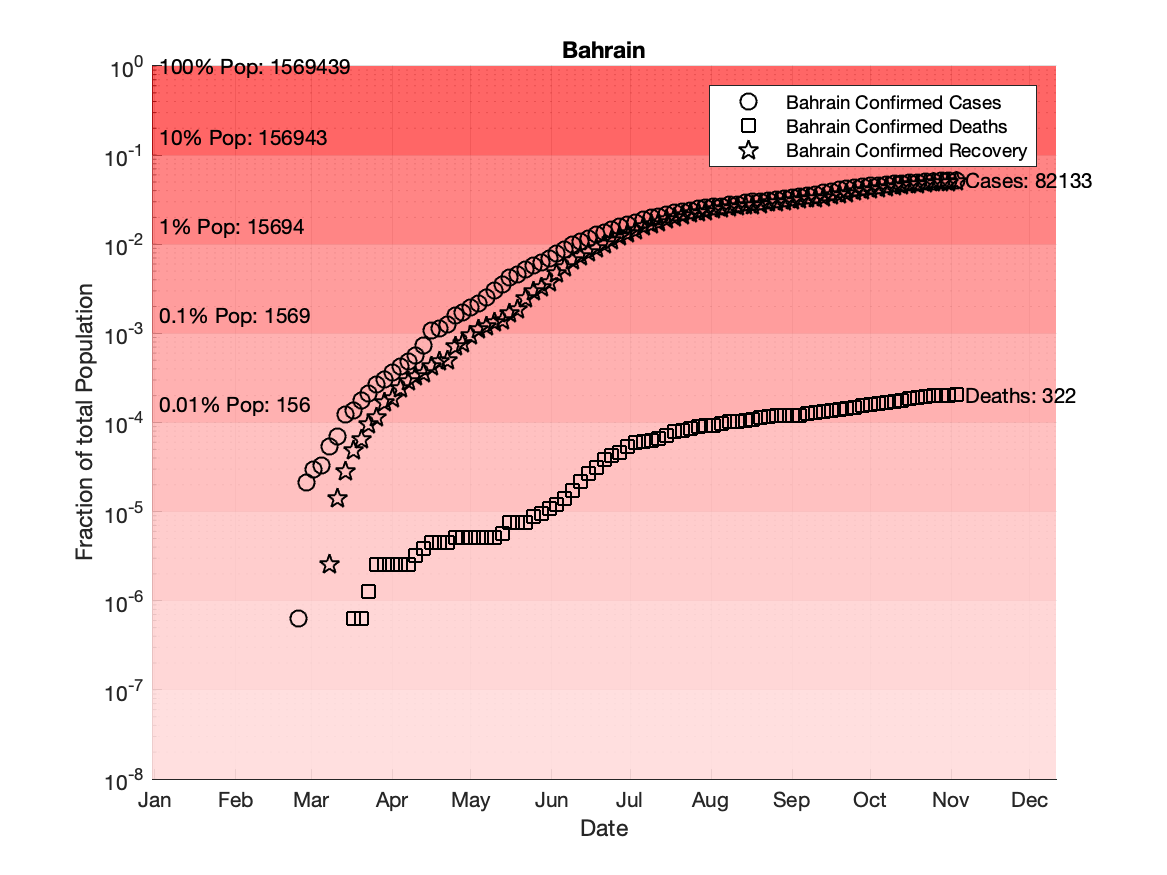 Bahrain
10^0
10^-1
10^-2
10^-3
10^-4
10^-5
10^-6
10^-7
10^-8
Fraction of total Population
100% Pop: 1569439
10% Pop: 156943
1% Pop: 15694
0.1% Pop: 1569
0.01% Pop: 156
Bahrain Confirmed Cases
Bahrain Confirmed Deaths
Bahrain Confirmed Recovery
Cases: 82133
Deaths: 322
Jan Feb Mar Apr May Jun Jul Aug Sep Oct Nov Dec
Date